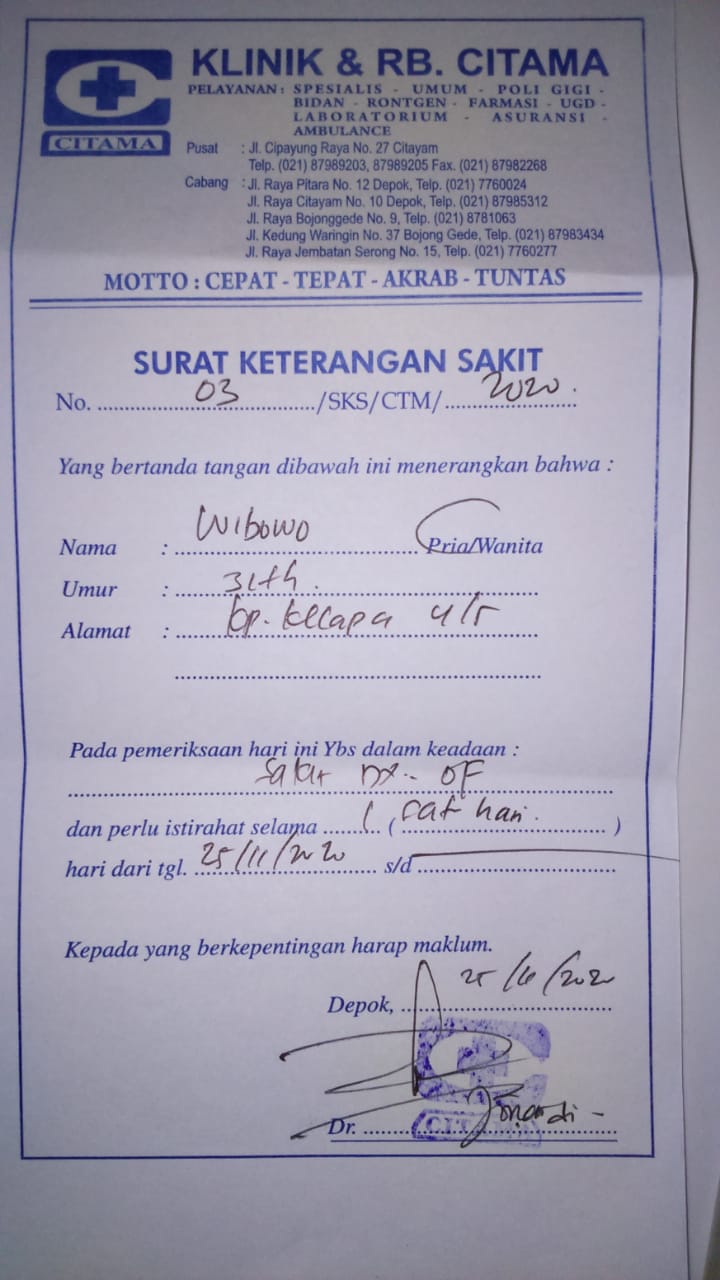 KLINIK & RB. CITAMA
CITAMA
PELAYANAN : SPESIALIS - UMUM - POLI GIGI -
BIDAN - RONTGEN - FARMASI - UGD -
LABORATORIUM - ASURANSI -
AMBULANCE
Pusat : Jl. Cipayung Raya No. 27 Citayam
Telp. (021) 87989203, 87989205 Fax. (021) 87982268
Cabang : Jl. Raya Pitara No. 12 Depok, Telp. (021) 7760024
Jl. Raya Citayam No. 10 Depok, Telp. (021) 87985312
Jl. Raya Bojonggede No. 9, Telp. (021) 8781063
Jl. Kedung Waringin No. 37 Bojong Gede, Telp. (021) 87983434
Jl. Raya Jembatan Serong No. 15, Telp. (021) 7760277
MOTTO : CEPAT - TEPAT - AKRAB - TUNTAS
SURAT KETERANGAN SAKIT
No. 03 /SKS/CTM/ 2020.
Yang bertanda tangan dibawah ini menerangkan bahwa :
Nama : Wibowo Pria/Wanita
Umur : 31th.
Alamat : kp. kelapa 4/5
Pada pemeriksaan hari ini Ybs dalam keadaan :
Sakit Dx.. OF
dan perlu istirahat selama 1 ( sat hari. )
hari dari tgl. 25/11/2020 s/d
Kepada yang berkepentingan harap maklum.
Depok, 25/11/2020
Dr.
CITAMA